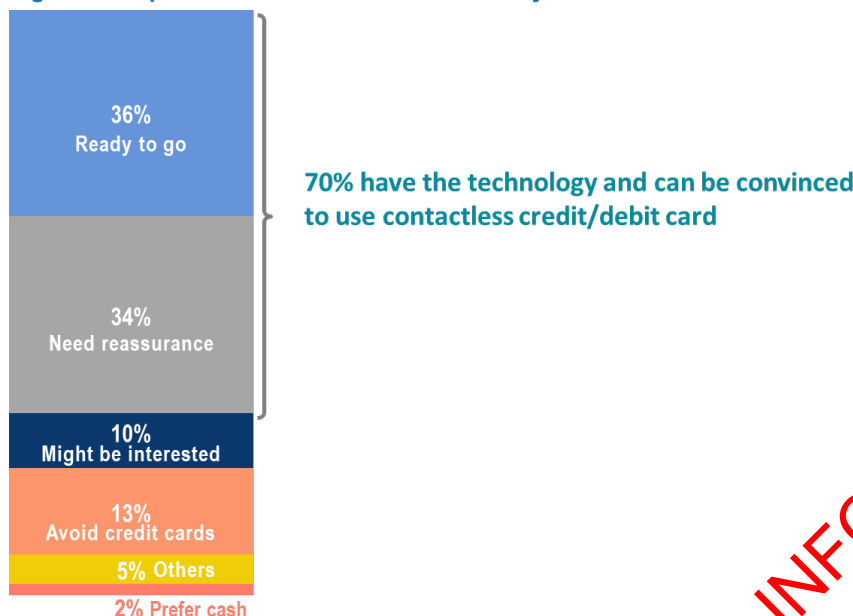 36%
Ready to go
70% have the technology and can be convinced
to use contactless credit/debit card
34%
Need reassurance
10%
Might be interested
13%
Avoid credit cards
5% Others
2% Prefer cash
INFO